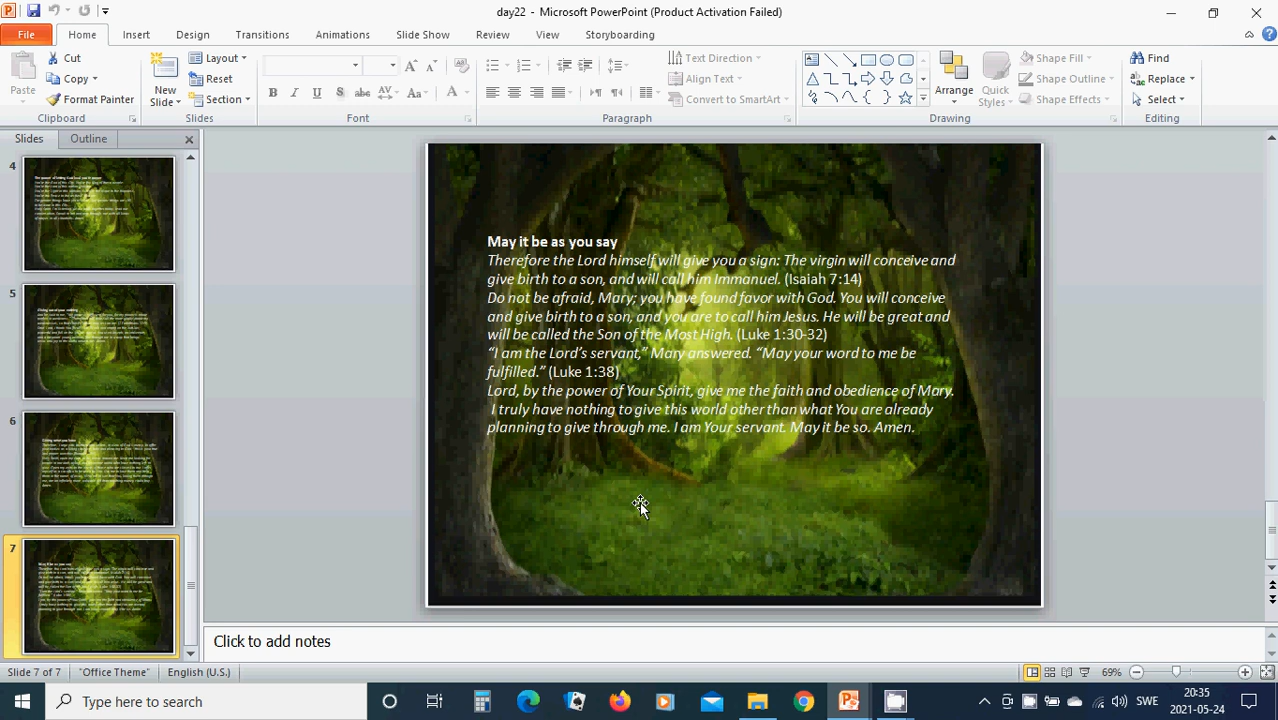 day22 - Microsoft PowerPoint (Product Activation Failed)
File Home Insert Design Transitions Animations Slide Show Review View Storyboarding
Paste
Cut
Copy
Format Painter
Clipboard
New Slide
Layout
Reset
Section
Slides
Font
Text Direction
Align Text
Convert to SmartArt
Paragraph
Arrange
Quick Styles
Shape Fill
Shape Outline
Shape Effects
Drawing
Find
Replace
Select
Editing
Slides Outline
4
5
6
7
May it be as you say
Therefore the Lord himself will give you a sign: The virgin will conceive and
give birth to a son, and will call him Immanuel. (Isaiah 7:14)
Do not be afraid, Mary; you have found favor with God. You will conceive
and give birth to a son, and you are to call him Jesus. He will be great and
will be called the Son of the Most High. (Luke 1:30-32)
“I am the Lord’s servant,” Mary answered. “May your word to me be
fulfilled.” (Luke 1:38)
Lord, by the power of Your Spirit, give me the faith and obedience of Mary.
I truly have nothing to give this world other than what You are already
planning to give through me. I am Your servant. May it be so. Amen.
Click to add notes
Slide 7 of 7 "Office Theme" English (U.S.) 69%
Type here to search
SWE
20:35
2021-05-24